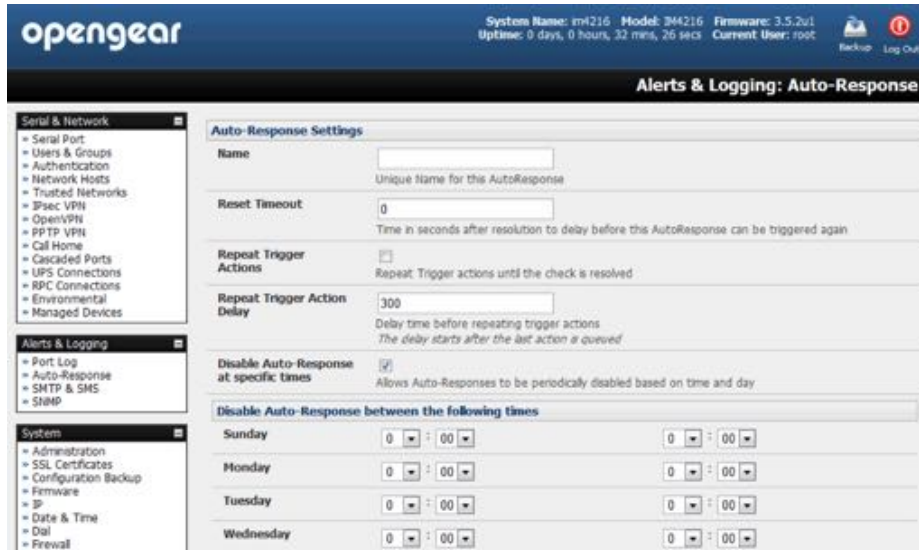 opengear
System Name: im4216 Model: IM4216 Firmware: 3.5.2u1
Uptime: 0 days, 0 hours, 32 mins, 26 secs Current User: root
Backup
Log Out
Alerts & Logging: Auto-Response
Serial & Network
Serial Port
Users & Groups
Authentication
Network Hosts
Trusted Networks
IPsec VPN
OpenVPN
PPTP VPN
Call Home
Cascaded Ports
UPS Connections
RPC Connections
Environmental
Managed Devices
Alerts & Logging
Port Log
Auto-Response
SMTP & SMS
SNMP
System
Administration
SSL Certificates
Configuration Backup
Firmware
IP
Date & Time
Dial
Firewall
Auto-Response Settings
Name
Unique Name for this AutoResponse
Reset Timeout
0
Time in seconds after resolution to delay before this AutoResponse can be triggered again
Repeat Trigger
Actions
Repeat Trigger actions until the check is resolved
Repeat Trigger Action
Delay
300
Delay time before repeating trigger actions
The delay starts after the last action is queued
Disable Auto-Response
at specific times
Allows Auto-Responses to be periodically disabled based on time and day
Disable Auto-Response between the following times
Sunday 0 : 00 0 : 00
Monday 0 : 00 0 : 00
Tuesday 0 : 00 0 : 00
Wednesday 0 : 00 0 : 00